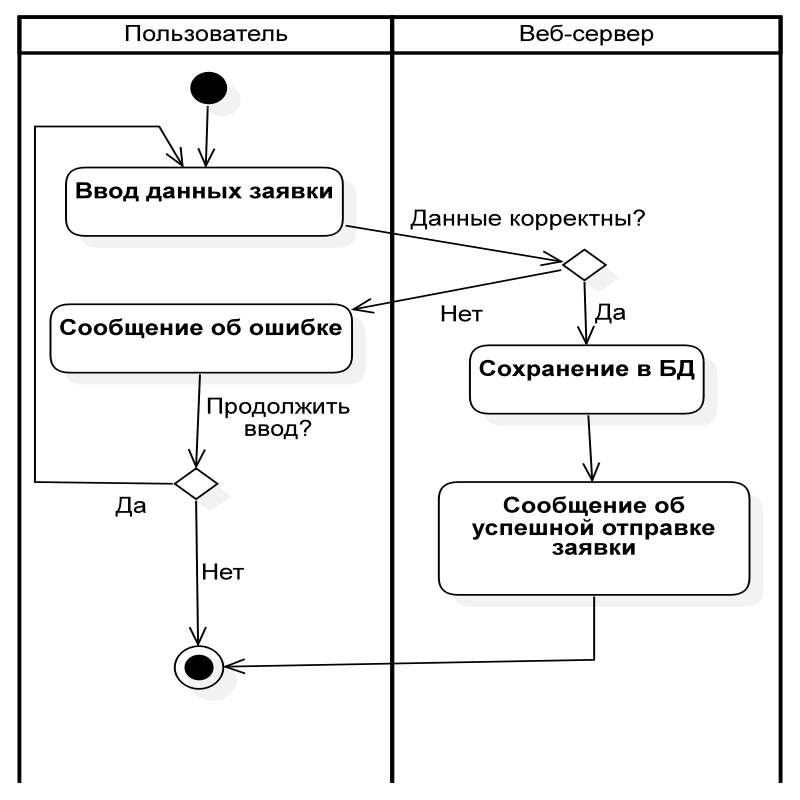 Пользователь
Веб-сервер
Ввод данных заявки
Данные корректны?
Нет
Да
Сообщение об ошибке
Сохранение в БД
Продолжить
ввод?
Да
Сообщение об
успешной отправке
заявки
Нет